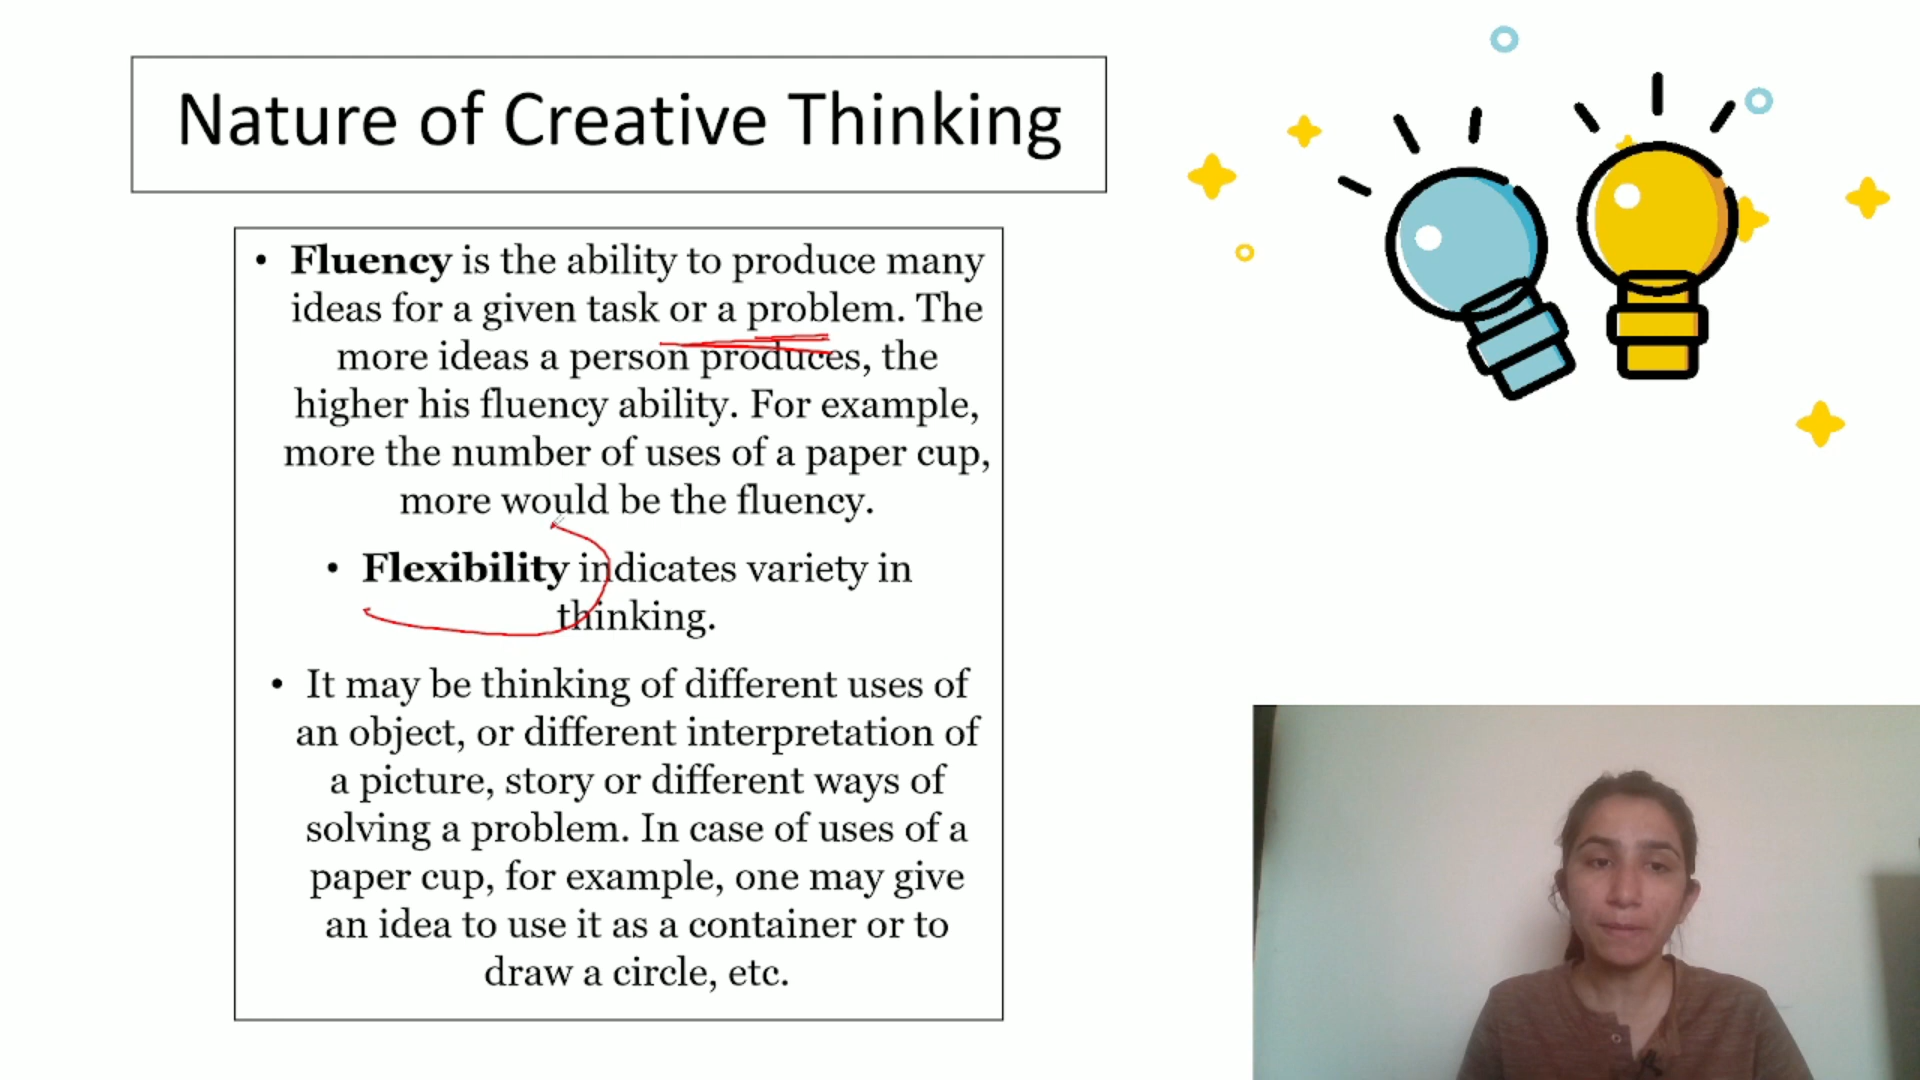 Nature of Creative Thinking
• Fluency is the ability to produce many
ideas for a given task or a problem. The
more ideas a person produces, the
higher his fluency ability. For example,
more the number of uses of a paper cup,
more would be the fluency.
• Flexibility indicates variety in
thinking.
• It may be thinking of different uses of
an object, or different interpretation of
a picture, story or different ways of
solving a problem. In case of uses of a
paper cup, for example, one may give
an idea to use it as a container or to
draw a circle, etc.